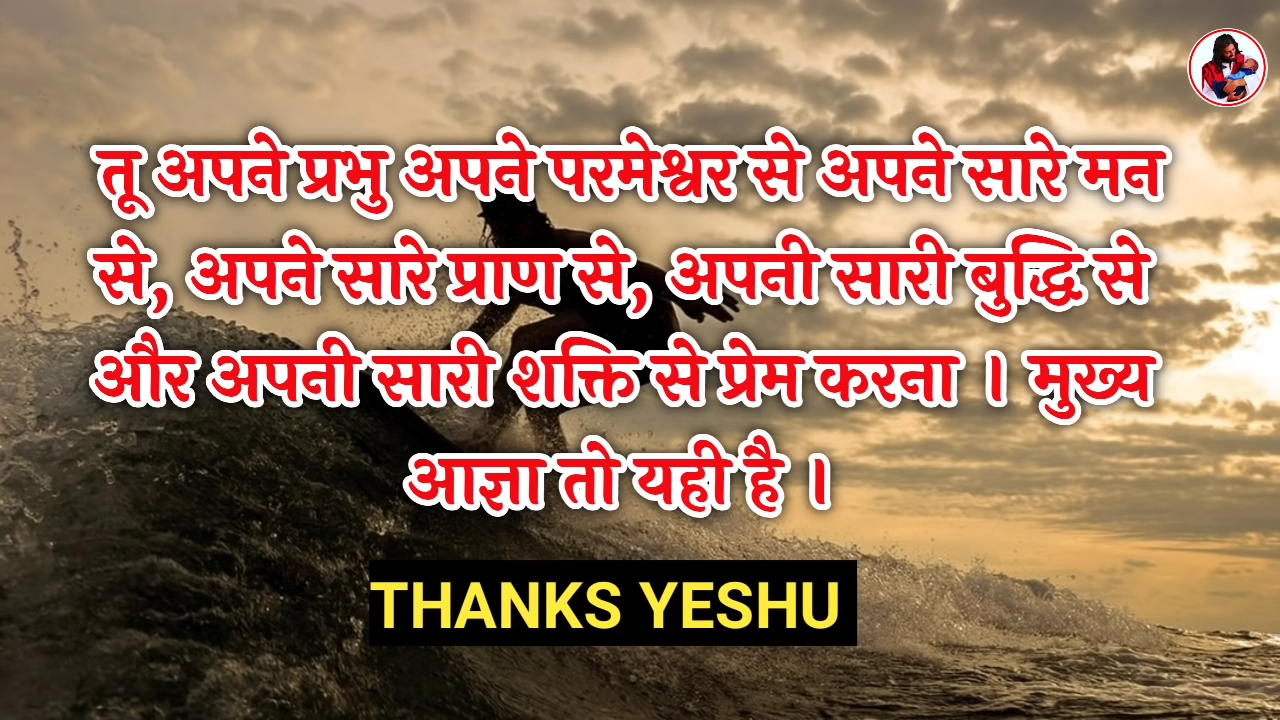 तू अपने प्रभु अपने परमेश्वर से अपने सारे मन
से, अपने सारे प्राण से, अपनी सारी बुद्धि से
और अपनी सारी शक्ति से प्रेम करना । मुख्य
आज्ञा तो यही है ।
THANKS YESHU